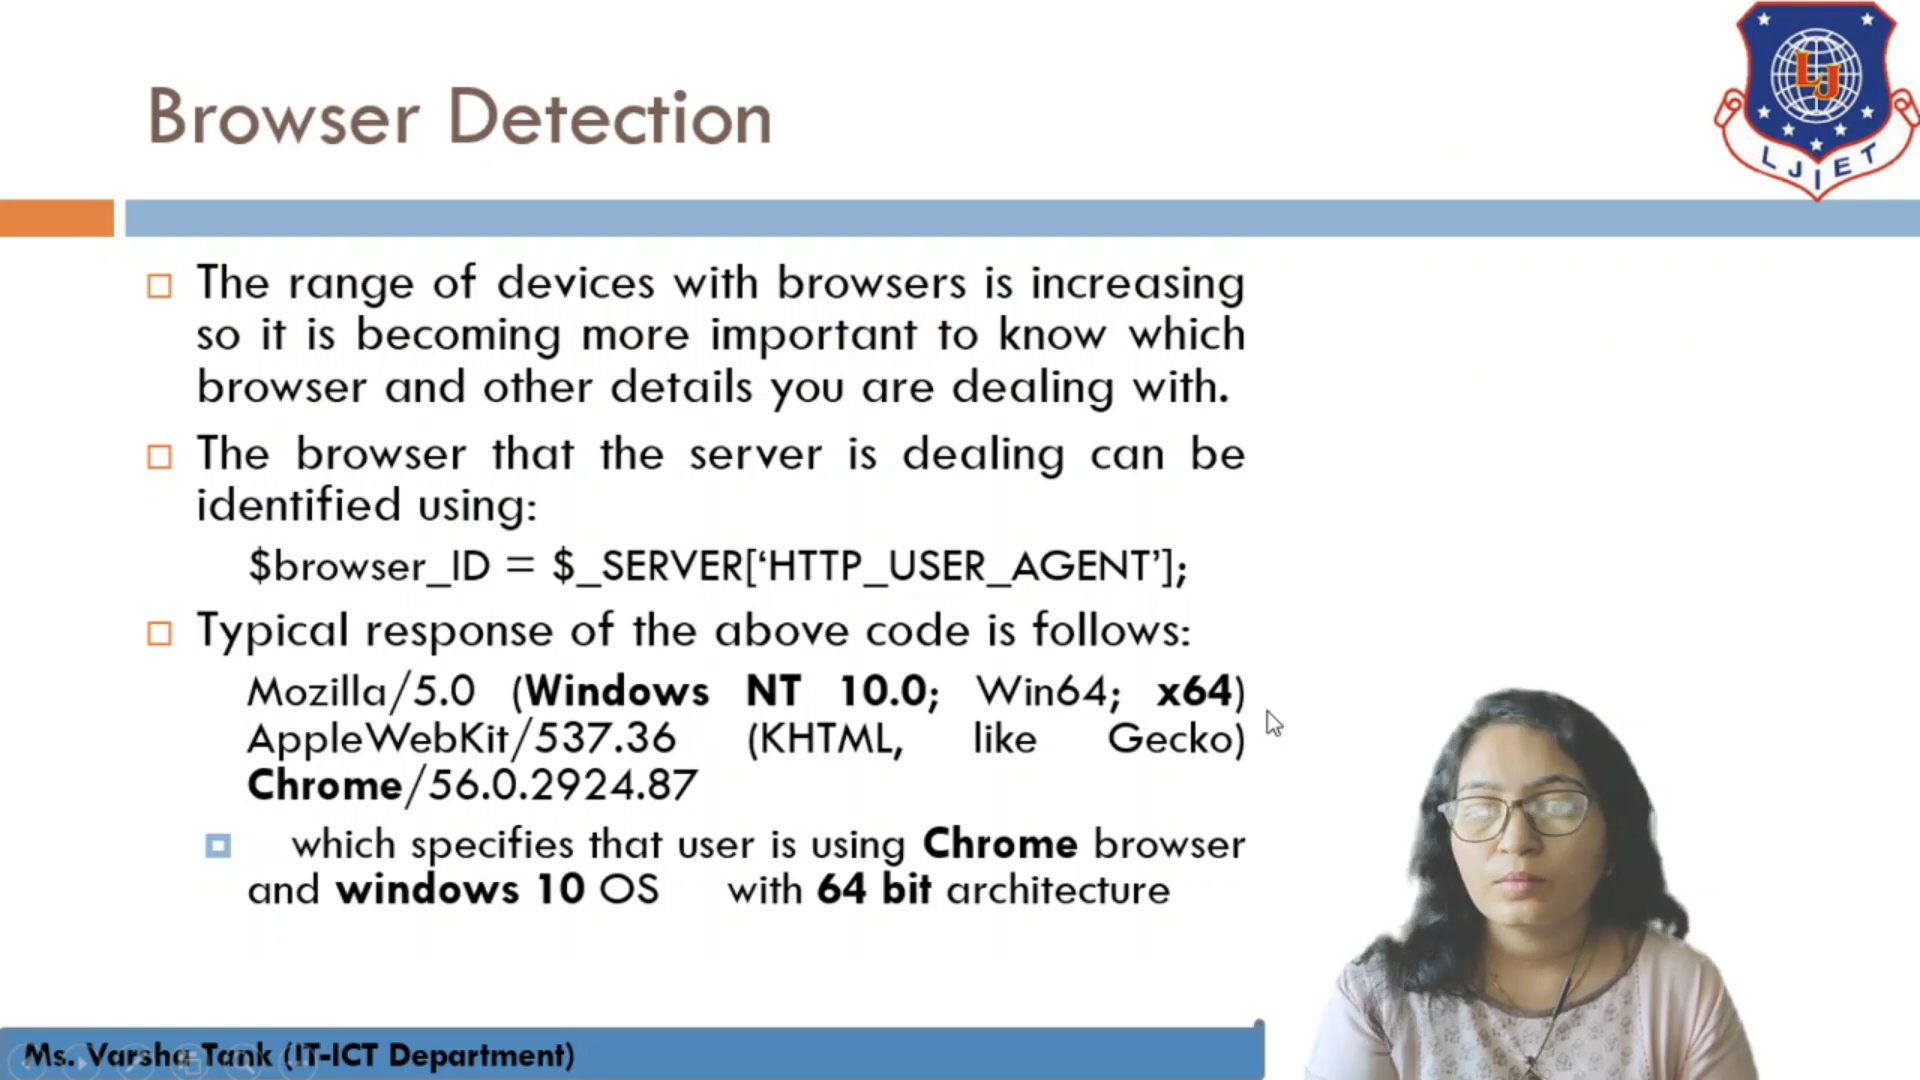 Browser Detection
LJ
LJIET
The range of devices with browsers is increasing
so it is becoming more important to know which
browser and other details you are dealing with.
The browser that the server is dealing can be
identified using:
$browser_ID = $_SERVER[‘HTTP_USER_AGENT’];
Typical response of the above code is follows:
Mozilla/5.0 (Windows NT 10.0; Win64; x64)
AppleWebKit/537.36 (KHTML, like Gecko)
Chrome/56.0.2924.87
which specifies that user is using Chrome browser
and windows 10 OS with 64 bit architecture
Ms. Varsha Tank (IT-ICT Department)